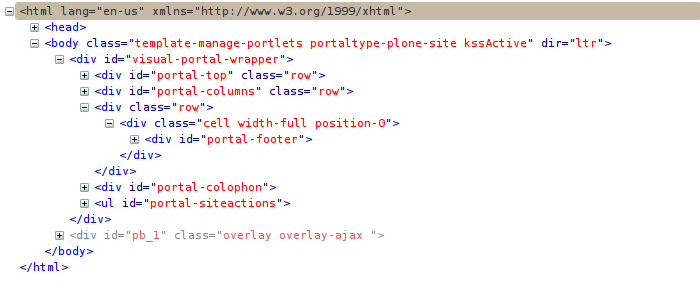 <html lang="en-us" xmlns="http://www.w3.org/1999/xhtml">
<head>
<body class="template-manage-portlets portaltype-plone-site kssActive" dir="ltr">
<div id="visual-portal-wrapper">
<div id="portal-top" class="row">
<div id="portal-columns" class="row">
<div class="row">
<div class="cell width-full position-0">
<div id="portal-footer">
</div>
</div>
<div id="portal-colophon">
<ul id="portal-siteactions">
</div>
<div id="pb_1" class="overlay overlay-ajax ">
</body>
</html>